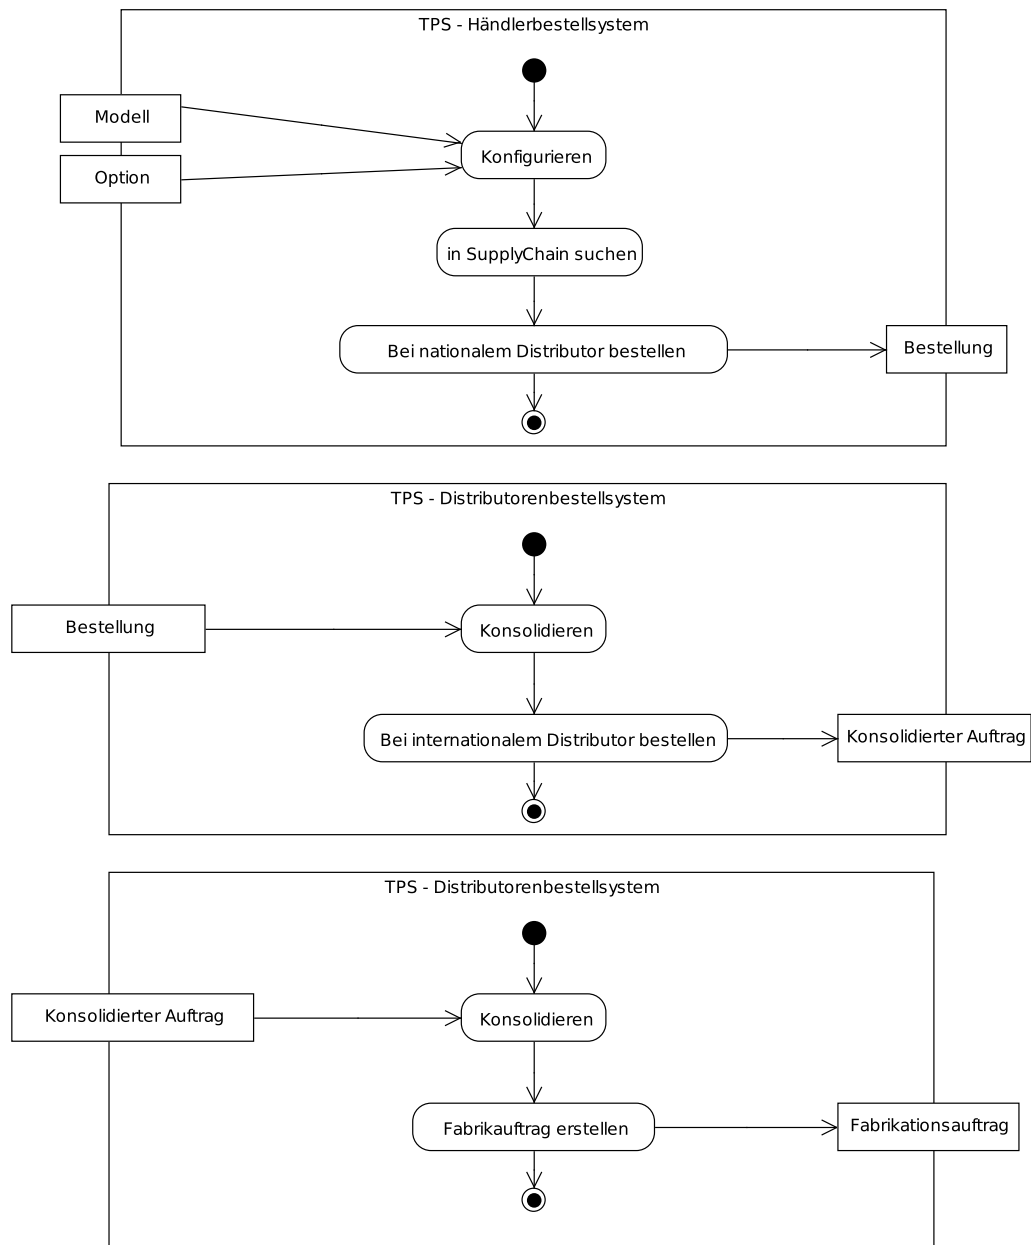 TPS - Händlerbestellsystem
Modell
Konfigurieren
Option
in SupplyChain suchen
Bei nationalem Distributor bestellen
Bestellung
TPS - Distributorenbestellsystem
Bestellung
Konsolidieren
Bei internationalem Distributor bestellen
Konsolidierter Auftrag
TPS - Distributorenbestellsystem
Konsolidierter Auftrag
Konsolidieren
Fabrikauftrag erstellen
Fabrikationsauftrag